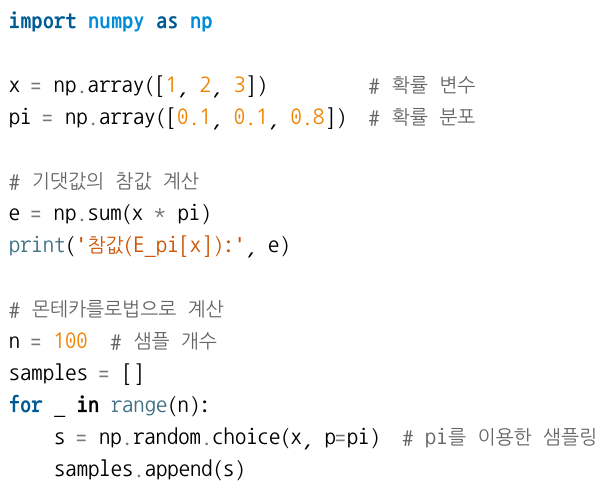 import numpy as np
x = np.array([1, 2, 3])         # 확률 변수
pi = np.array([0.1, 0.1, 0.8])  # 확률 분포
# 기댓값의 참값 계산
e = np.sum(x * pi)
print('참값(E_pi[x]):', e)
# 몬테카를로법으로 계산
n = 100  # 샘플 개수
samples = []
for _ in range(n):
    s = np.random.choice(x, p=pi)  # pi를 이용한 샘플링
    samples.append(s)